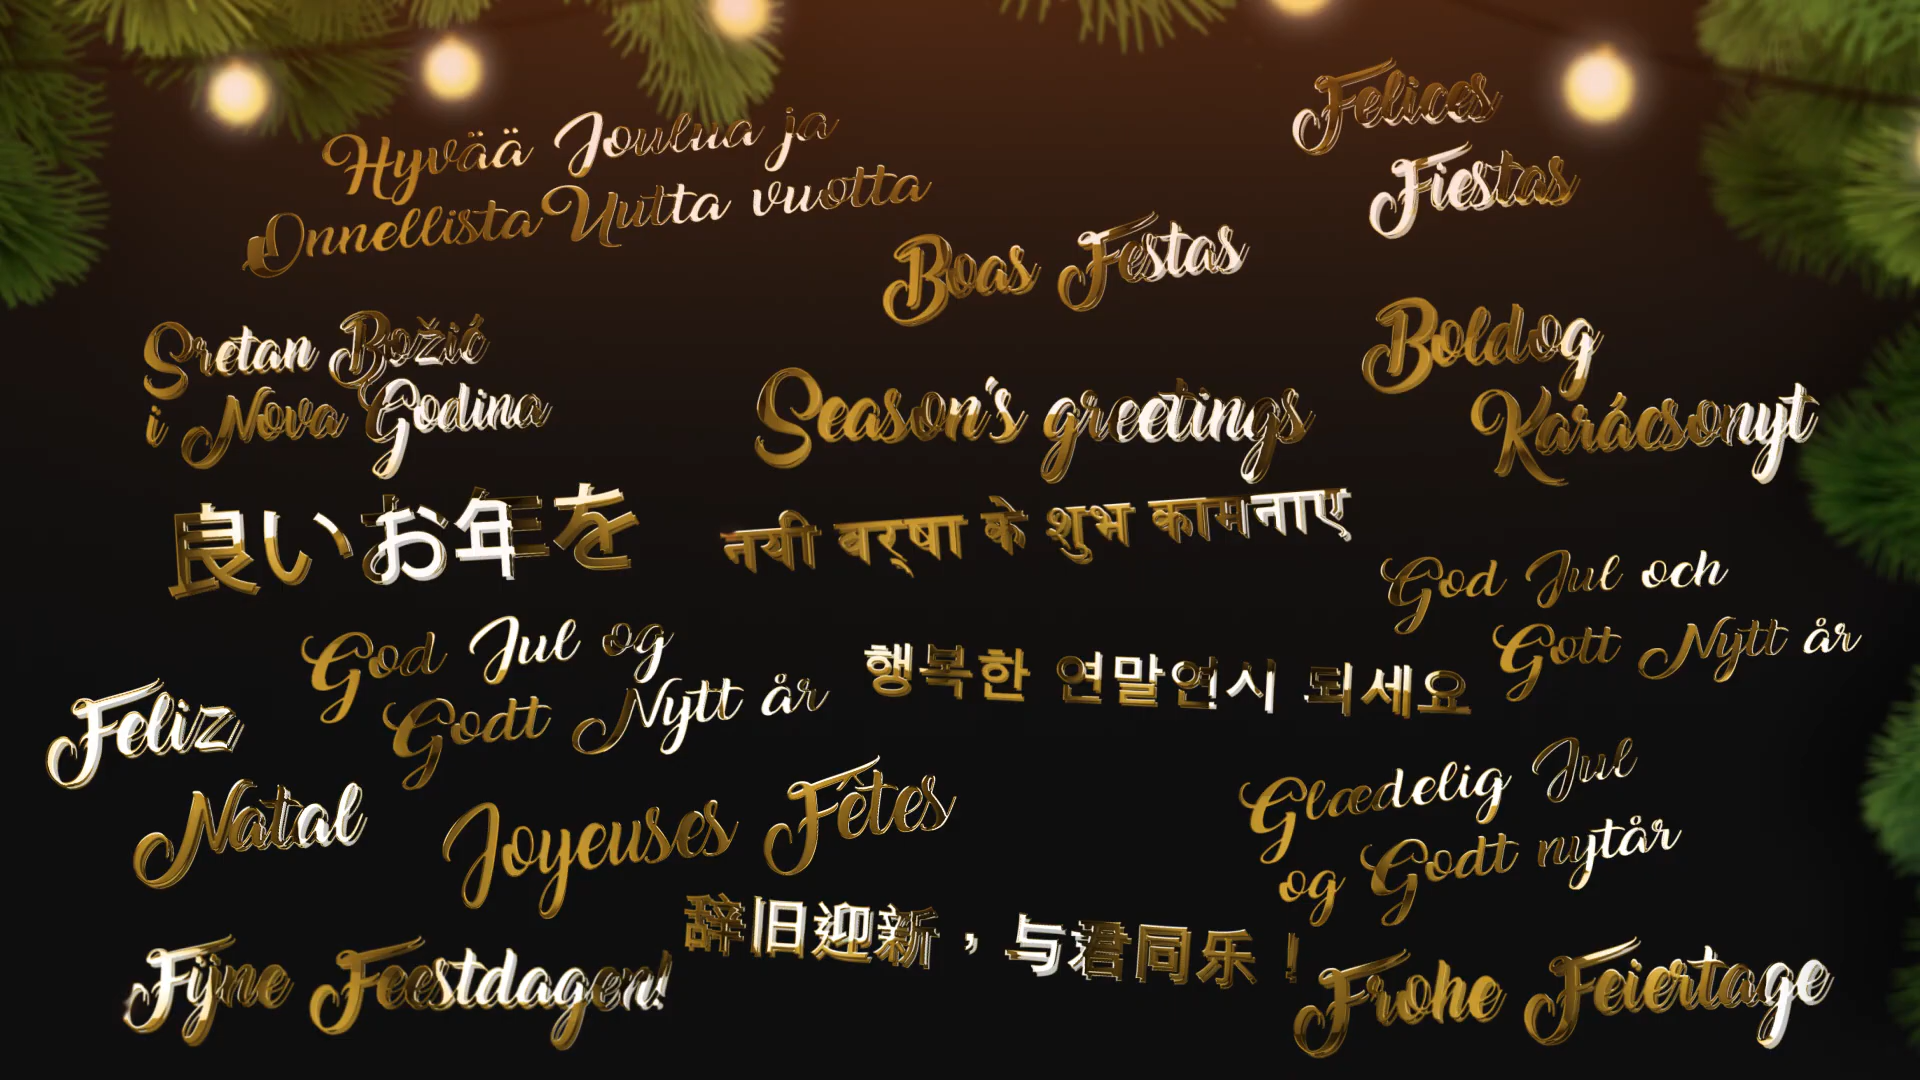 Hyvää Joulua ja
Onnellista Uutta vuotta
Felices
Fiestas
Boas Festas
Sretan Božić
i Nova Godina
Season's greetings
Boldog
Karácsonyt
良いお年を
नयी वर्षा के शुभ कामनाए
God Jul och
Gott Nytt år
God Jul og
Godt Nytt år
행복한 연말연시 되세요
Feliz
Natal
Joyeuses Fêtes
Glædelig Jul
og Godt nytår
辞旧迎新，与君同乐！
Fijne Feestdagen!
Frohe Feiertage